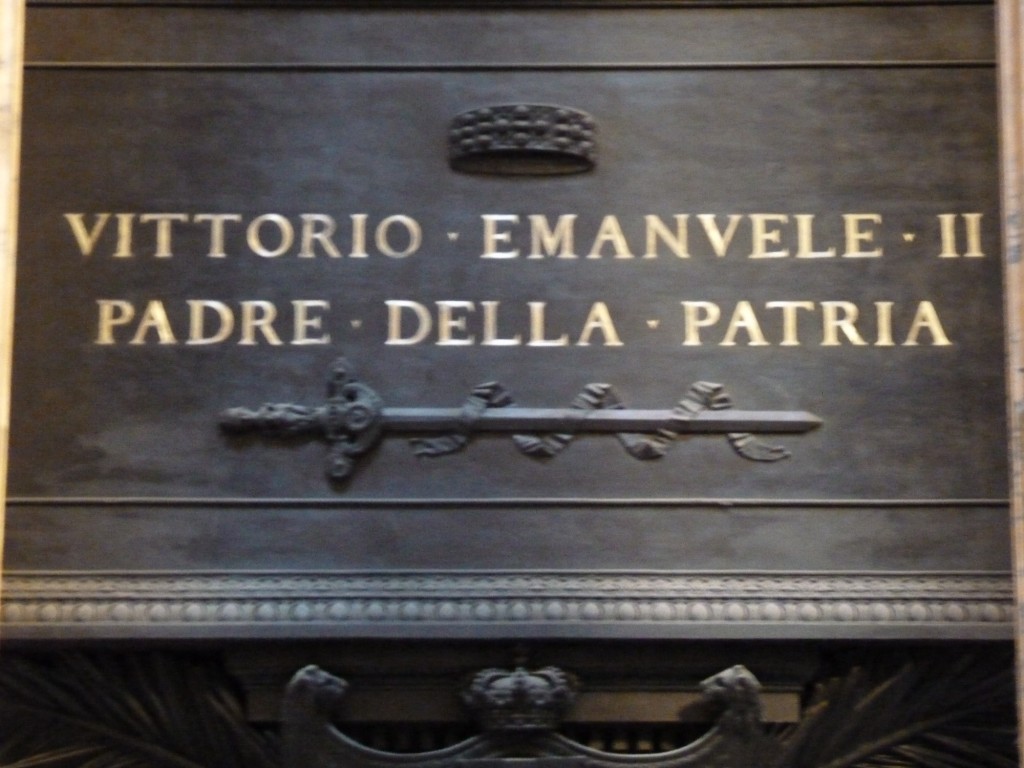 VITTORIO · EMANVELE · II
PADRE · DELLA · PATRIA